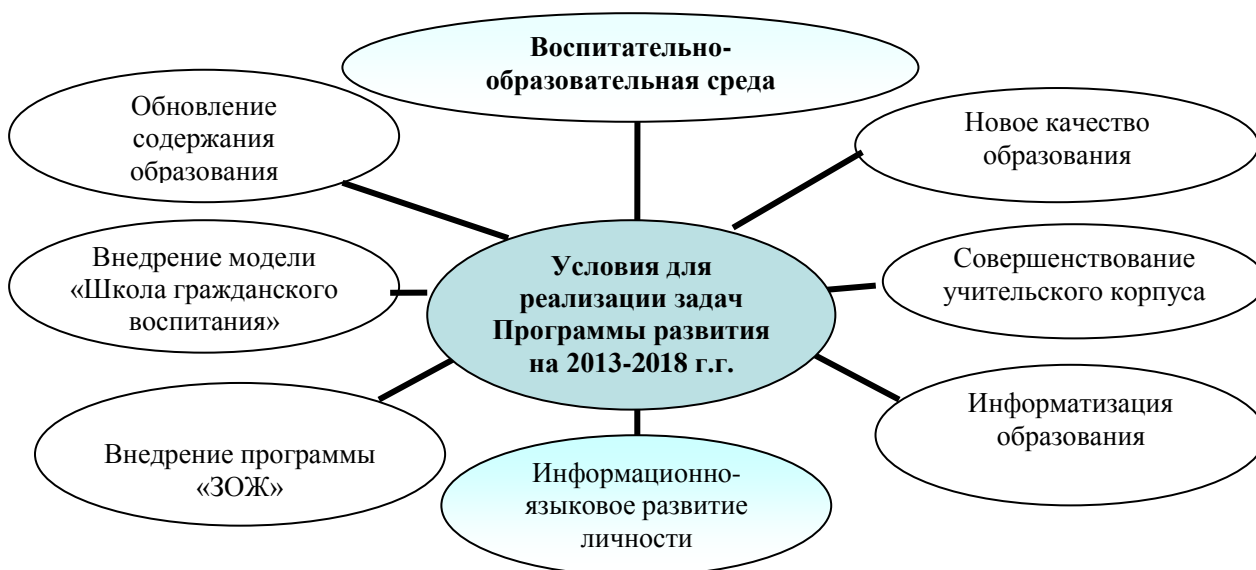 Воспитательно-
образовательная среда
Обновление
содержания
образования
Новое качество
образования
Внедрение модели
«Школа гражданского
воспитания»
Условия для
реализации задач
Программы развития
на 2013-2018 г.г.
Совершенствование
учительского корпуса
Внедрение программы
«ЗОЖ»
Информационно-
языковое развитие
личности
Информатизация
образования